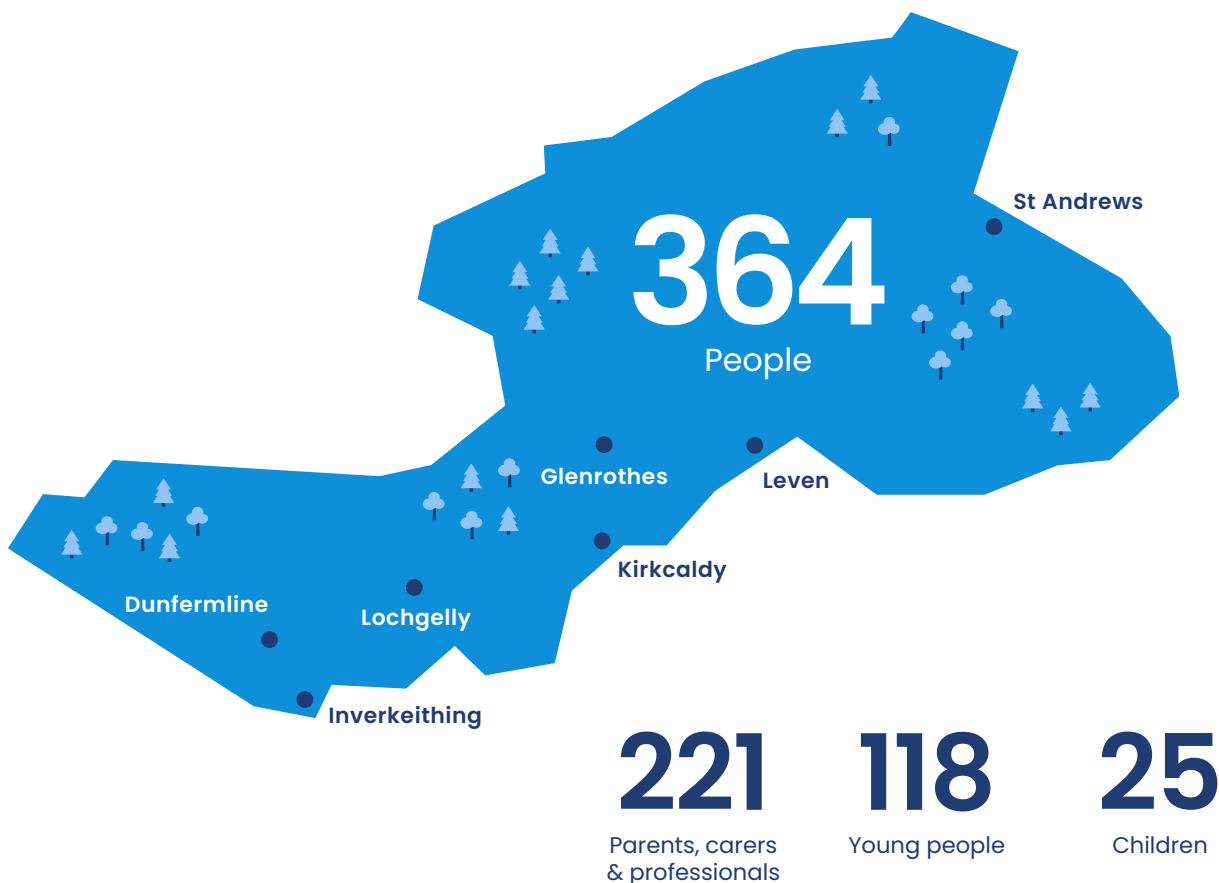 St Andrews
364
People
Glenrothes
Leven
Kirkcaldy
Dunfermline
Lochgelly
Inverkeithing
221
Parents, carers
& professionals
118
Young people
25
Children